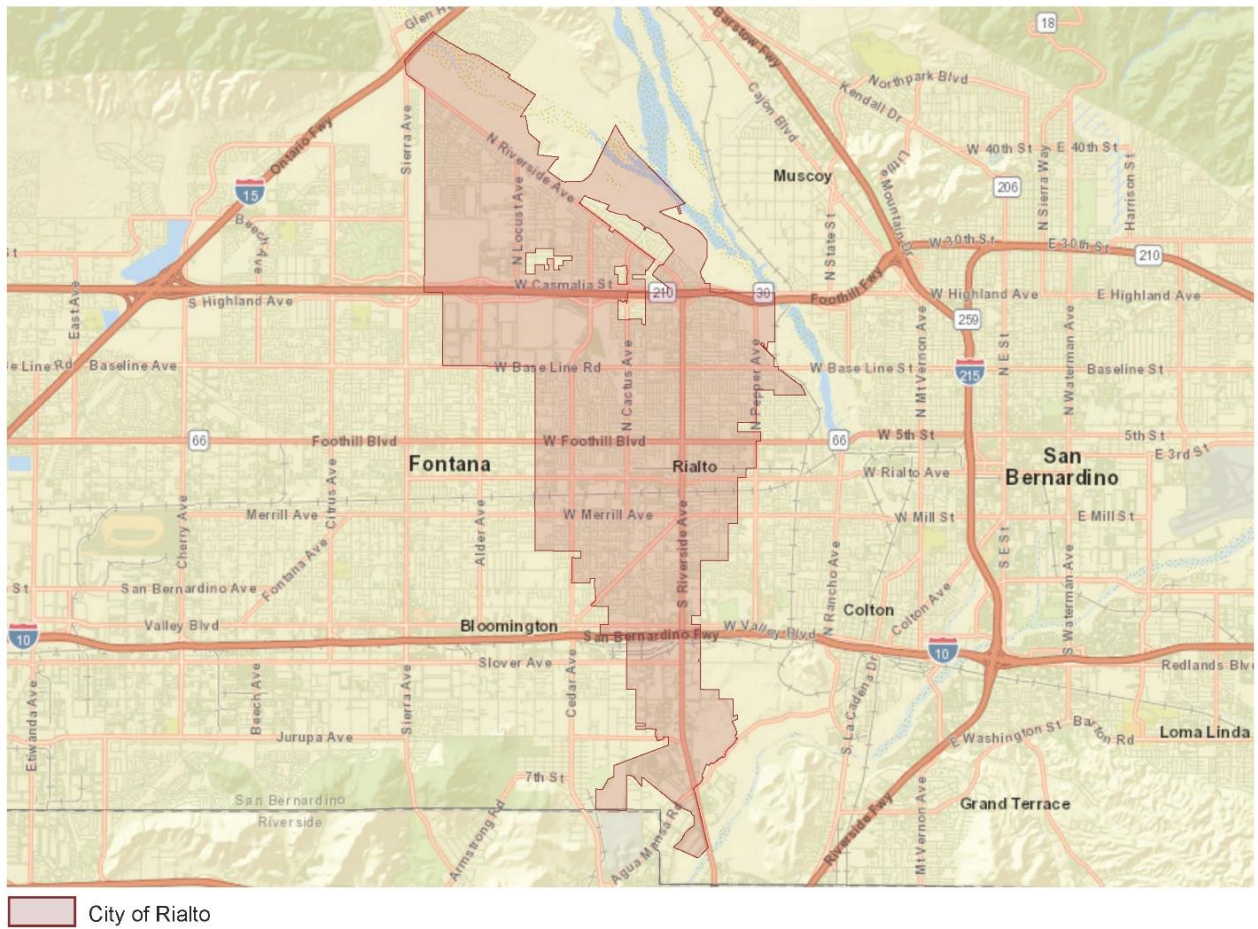 Barstow Fwy
18
Northpark Blvd
Kendall Dr
Cajon Blvd
Ontario Fwy
Sierra Ave
N Riverside Ave
W 40th St
E 40th St
Little Mountain Dr
N Sierra Way
Harrison St
Muscoy
206
15
Beech Ave
N Locust Ave
N State St
W 30th St
E 30th St
210
St
East Ave
S Highland Ave
W Casmalia St
210
30
Foothill Fwy
W Highland Ave
E Highland Ave
259
e Line Rd
Baseline Ave
W Base Line Rd
N Cactus Ave
N Pepper Ave
W Base Line St
N Mt Vernon Ave
215
N E St
N Waterman Ave
Baseline St
66
Foothill Blvd
W Foothill Blvd
66
W 5th St
5th St
E 3rd St
Fontana
Rialto
W Rialto Ave
San
Bernardino
Cherry Ave
Citrus Ave
Merrill Ave
Alder Ave
W Merrill Ave
S Riverside Ave
W Mill St
E Mill St
St
San Bernardino Ave
Fontana Ave
N Rancho Ave
Colton
Colton Ave
S E St
S Waterman Ave
10
Valley Blvd
Bloomington
San Bernardino Fwy
W Valley Blvd
10
Slover Ave
Redlands Blv
Etiwanda Ave
Beech Ave
Sierra Ave
Cedar Ave
S La Cadena Dr
Jurupa Ave
E Washington St
Barton Rd
Loma Linda
7th St
San Bernardino
Riverside
Armstrong Rd
Agua Mansa Rd
Riverside Fwy
Mt Vernon Ave
Grand Terrace
City of Rialto